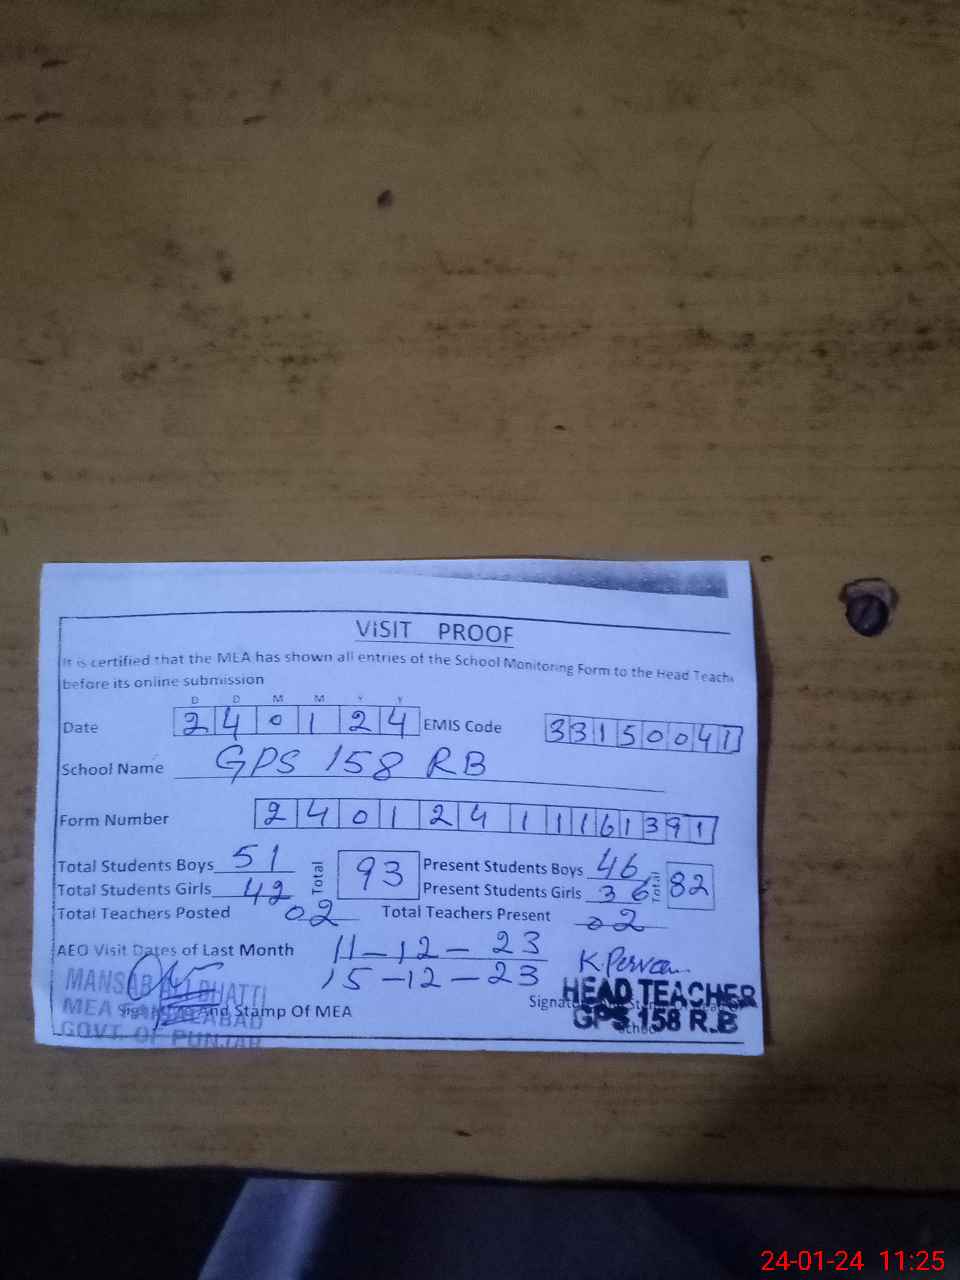 VISIT PROOF
It is certified that the MEA has shown all entries of the School Monitoring Form to the Head Teach
before its online submission
D D M M Y Y
Date 2 4 0 1 2 4 EMIS Code 3 3 1 5 0 0 4 1
School Name GPS 158 RB
Form Number 2 4 0 1 2 4 1 1 1 6 1 3 9 1
Total Students Boys 51 Total 93 Present Students Boys 46 Total 82
Total Students Girls 42 Present Students Girls 36
Total Teachers Posted 02 Total Teachers Present 02
AEO Visit Dates of Last Month 11-12-23
15-12-23
MANSAB ALI BHATTI
MEA FAISALABAD
GOVT. OF PUNJAB
And Stamp Of MEA
HEAD TEACHER
GPS 158 R.B
24-01-24 11:25